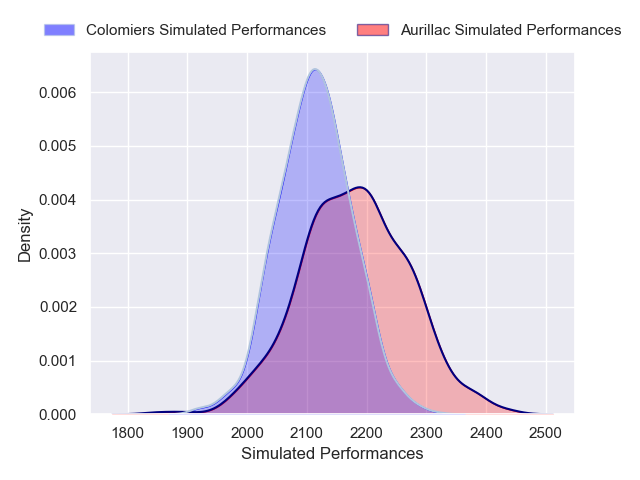 Colomiers Simulated Performances Aurillac Simulated Performances
0.006
0.005
0.004
0.003
0.002
0.001
0.000
Density
1800 1900 2000 2100 2200 2300 2400 2500
Simulated Performances